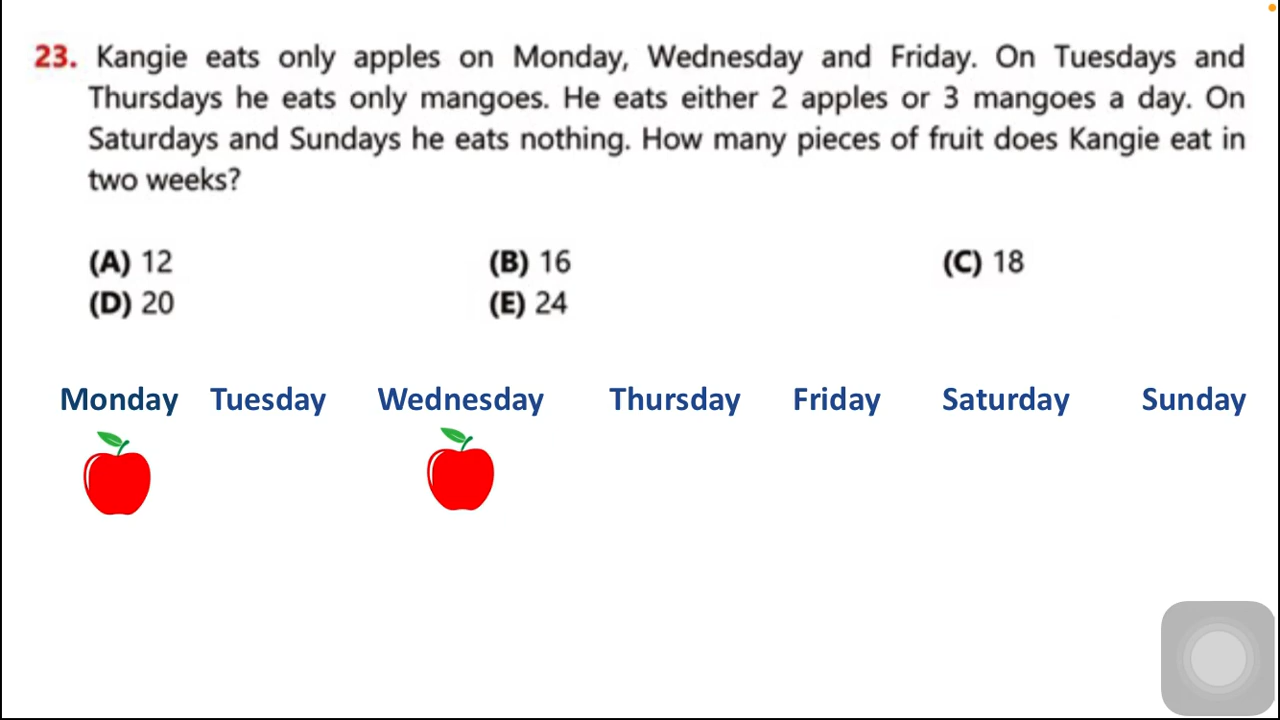 23. Kangie eats only apples on Monday, Wednesday and Friday. On Tuesdays and
Thursdays he eats only mangoes. He eats either 2 apples or 3 mangoes a day. On
Saturdays and Sundays he eats nothing. How many pieces of fruit does Kangie eat in
two weeks?
(A) 12 (B) 16 (C) 18
(D) 20 (E) 24
Monday Tuesday Wednesday Thursday Friday Saturday Sunday